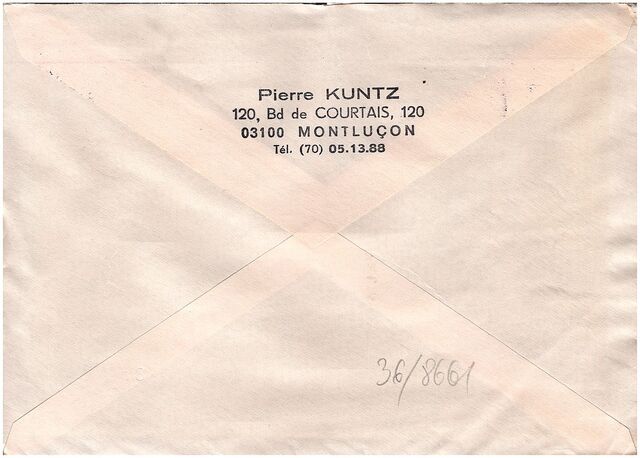 Pierre KUNTZ
120, Bd de COURTAIS, 120
03100 MONTLUÇON
Tél. (70) 05.13.88
36/8661